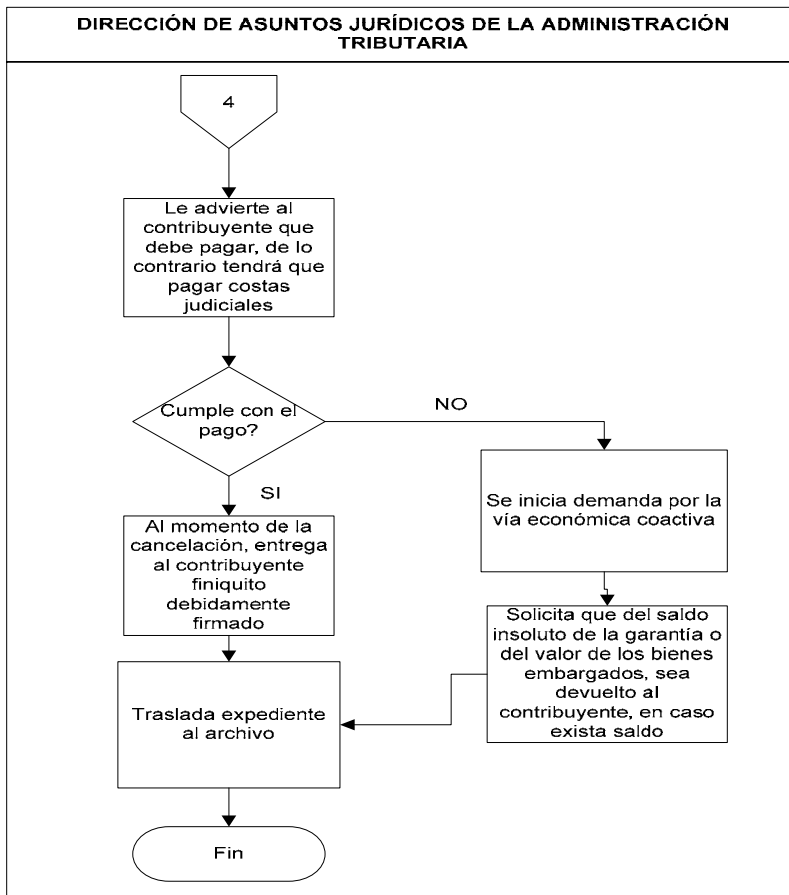 DIRECCIÓN DE ASUNTOS JURÍDICOS DE LA ADMINISTRACIÓN
TRIBUTARIA
4
Le advierte al
contribuyente que
debe pagar, de lo
contrario tendrá que
pagar costas
judiciales
Cumple con el
pago?
NO
SI
Se inicia demanda por la
vía económica coactiva
Al momento de la
cancelación, entrega
al contribuyente
finiquito
debidamente
firmado
Solicita que del saldo
insoluto de la garantía o
del valor de los bienes
embargados, sea
devuelto al
contribuyente, en caso
exista saldo
Traslada expediente
al archivo
Fin